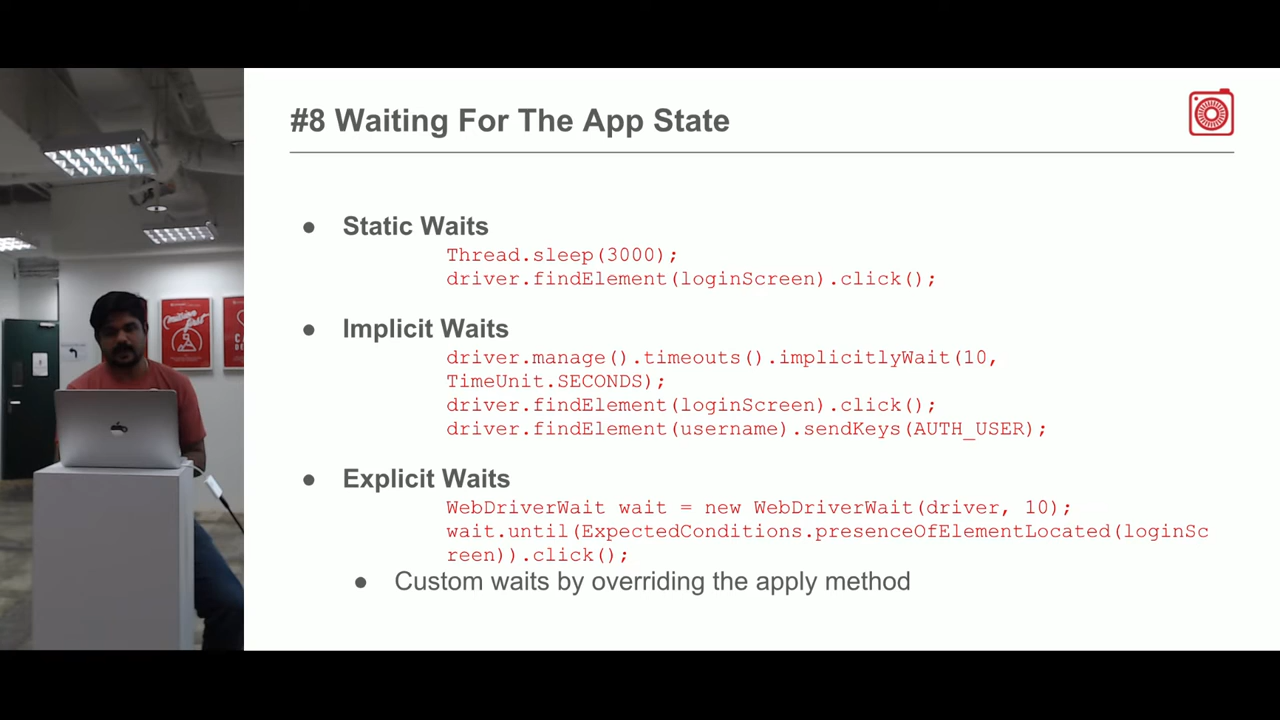 #8 Waiting For The App State
● Static Waits
Thread.sleep(3000);
driver.findElement(loginScreen).click();
● Implicit Waits
driver.manage().timeouts().implicitlyWait(10,
TimeUnit.SECONDS);
driver.findElement(loginScreen).click();
driver.findElement(username).sendKeys(AUTH_USER);
● Explicit Waits
WebDriverWait wait = new WebDriverWait(driver, 10);
wait.until(ExpectedConditions.presenceOfElementLocated(loginSc
reen)).click();
● Custom waits by overriding the apply method